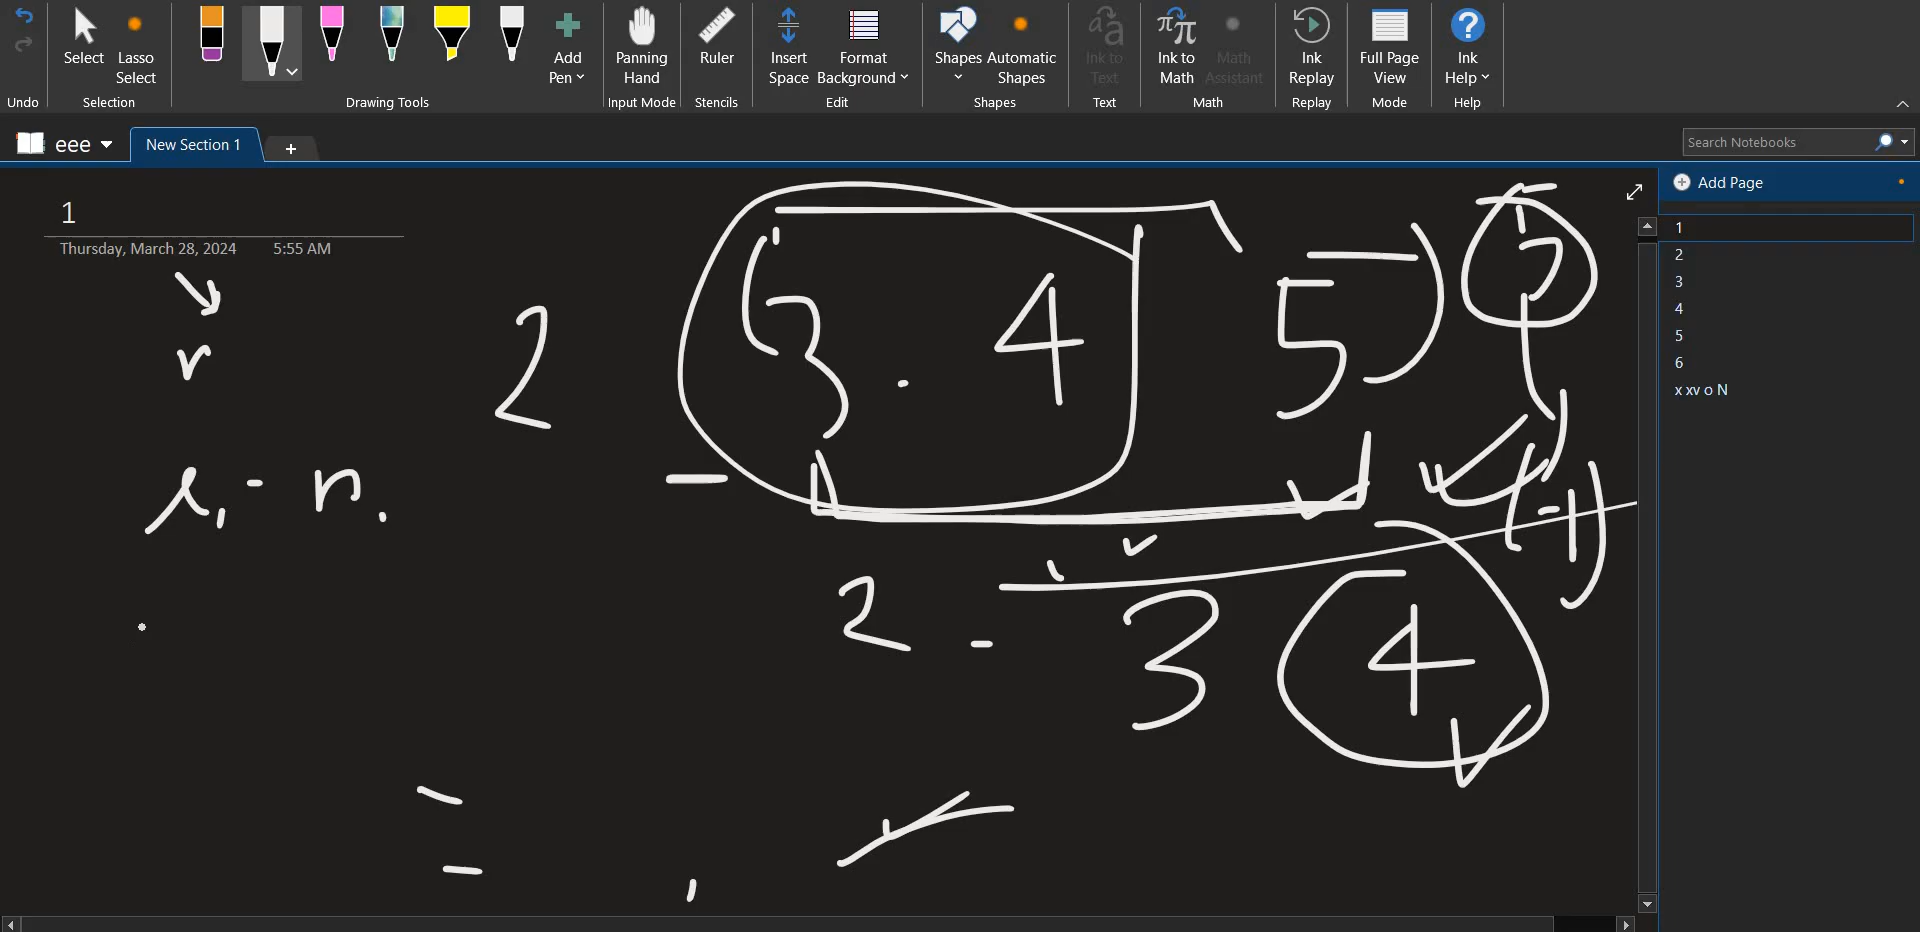 Select
Lasso Select
Add Pen
Panning Hand
Ruler
Insert Space
Format Background
Shapes
Automatic Shapes
Ink to Text
Ink to Math
Math Assistant
Ink Replay
Full Page View
Ink Help
Undo
Selection
Drawing Tools
Input Mode
Stencils
Edit
Shapes
Text
Math
Replay
Mode
Help
eee
New Section 1
+
Search Notebooks
Add Page
1
Thursday, March 28, 2024 5:55 AM
r
2 (3 . 4 5)
n.
(-1)
2 - 3 4
1
2
3
4
5
6
x xv o N